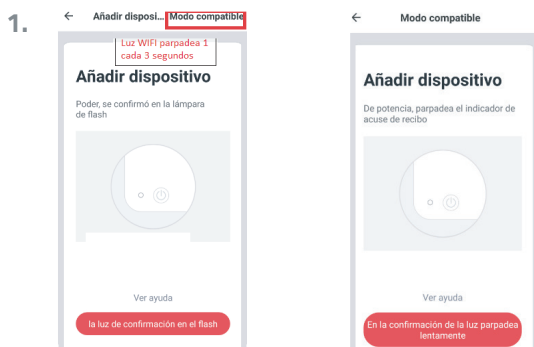 1.
Añadir disposi... Modo compatible
Luz WIFI parpadea 1
cada 3 segundos
Añadir dispositivo
Poder, se confirmó en la lámpara
de flash
Ver ayuda
la luz de confirmación en el flash
Modo compatible
Añadir dispositivo
De potencia, parpadea el indicador de
acuse de recibo
Ver ayuda
En la confirmación de la luz parpadea
lentamente